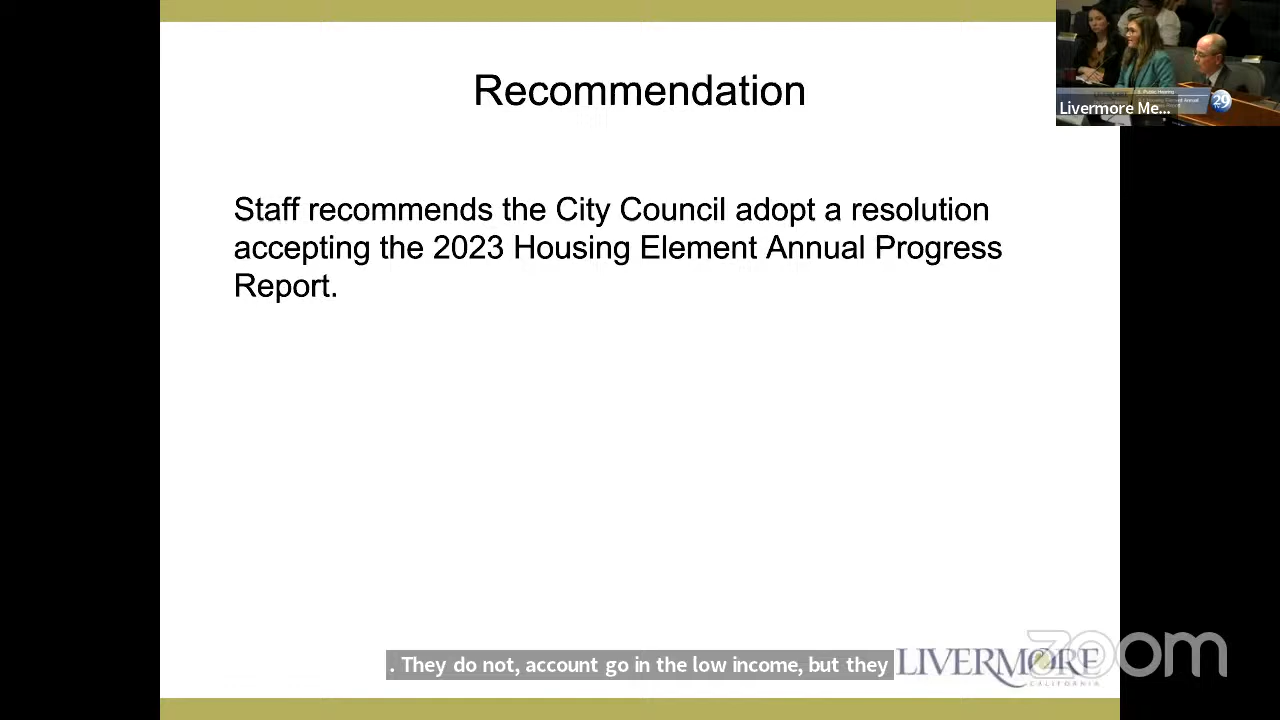 Recommendation
Livermore Me...
29
Staff recommends the City Council adopt a resolution
accepting the 2023 Housing Element Annual Progress
Report.
. They do not, account go in the low income, but they
LIVERMORE
CALIFORNIA
zoom